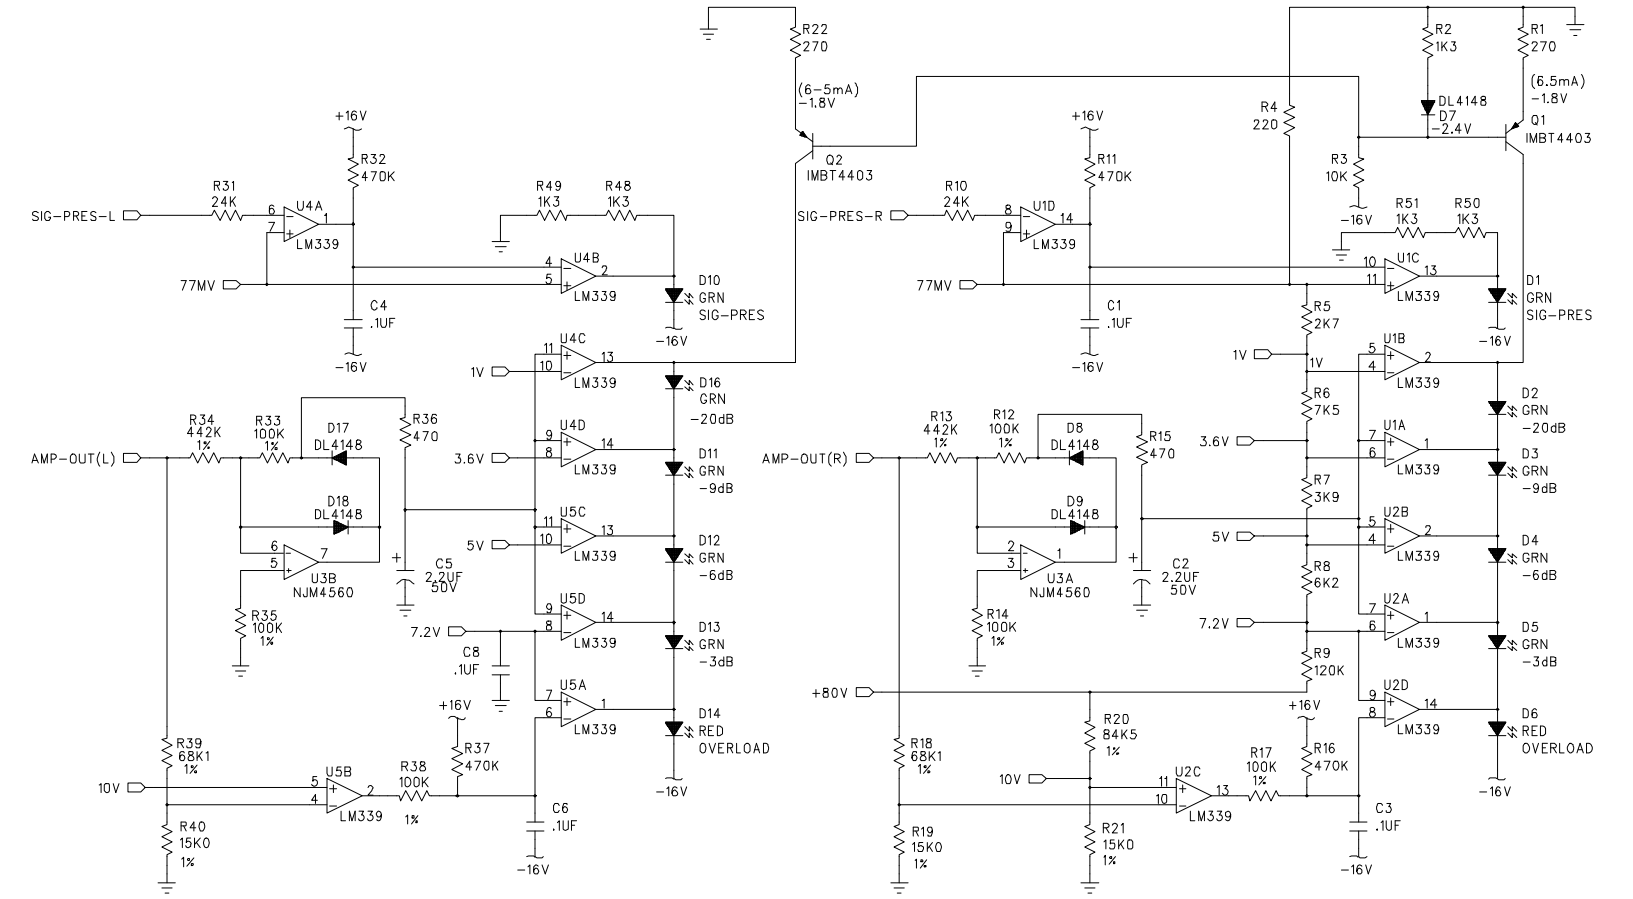 R22
270
(6-5mA)
-1.8V
Q2
IMBT4403
R2
1K3
R1
270
(6.5mA)
-1.8V
DL4148
D7
-2.4V
Q1
IMBT4403
R4
220
R3
10K
-16V
+16V
R32
470K
R31
24K
SIG-PRES-L
6
7
U4A
1
LM339
77MV
C4
.1UF
-16V
R49
1K3
R48
1K3
4
5
U4B
2
LM339
D10
GRN
SIG-PRES
-16V
+16V
R11
470K
R10
24K
SIG-PRES-R
8
9
U1D
14
LM339
77MV
C1
.1UF
-16V
R51
1K3
R50
1K3
10
11
U1C
13
LM339
D1
GRN
SIG-PRES
-16V
R5
2K7
1V
1V
R6
7K5
3.6V
R7
3K9
5V
R8
6K2
7.2V
R9
120K
U4C
11
10
13
LM339
1V
D16
GRN
-20dB
U4D
9
8
14
LM339
3.6V
D11
GRN
-9dB
U5C
11
10
13
LM339
5V
D12
GRN
-6dB
U5D
9
8
14
LM339
7.2V
D13
GRN
-3dB
C8
.1UF
U5A
7
6
1
LM339
D14
RED
OVERLOAD
-16V
AMP-OUT(L)
R34
442K
1%
R33
100K
1%
D17
DL4148
R36
470
D18
DL4148
6
5
7
U3B
NJM4560
R35
100K
1%
+
C5
2.2UF
50V
R39
68K1
1%
10V
R40
15K0
1%
5
4
U5B
2
LM339
R38
100K
1%
+16V
R37
470K
C6
.1UF
-16V
AMP-OUT(R)
R13
442K
1%
R12
100K
1%
D8
DL4148
R15
470
D9
DL4148
2
3
1
U3A
NJM4560
R14
100K
1%
+
C2
2.2UF
50V
+80V
R18
68K1
1%
R19
15K0
1%
R20
84K5
1%
10V
R21
15K0
1%
11
10
U2C
13
LM339
R17
100K
1%
+16V
R16
470K
C3
.1UF
-16V
U1B
5
4
2
LM339
D2
GRN
-20dB
U1A
7
6
1
LM339
D3
GRN
-9dB
U2B
5
4
2
LM339
D4
GRN
-6dB
U2A
7
6
1
LM339
D5
GRN
-3dB
U2D
9
8
14
LM339
D6
RED
OVERLOAD
-16V